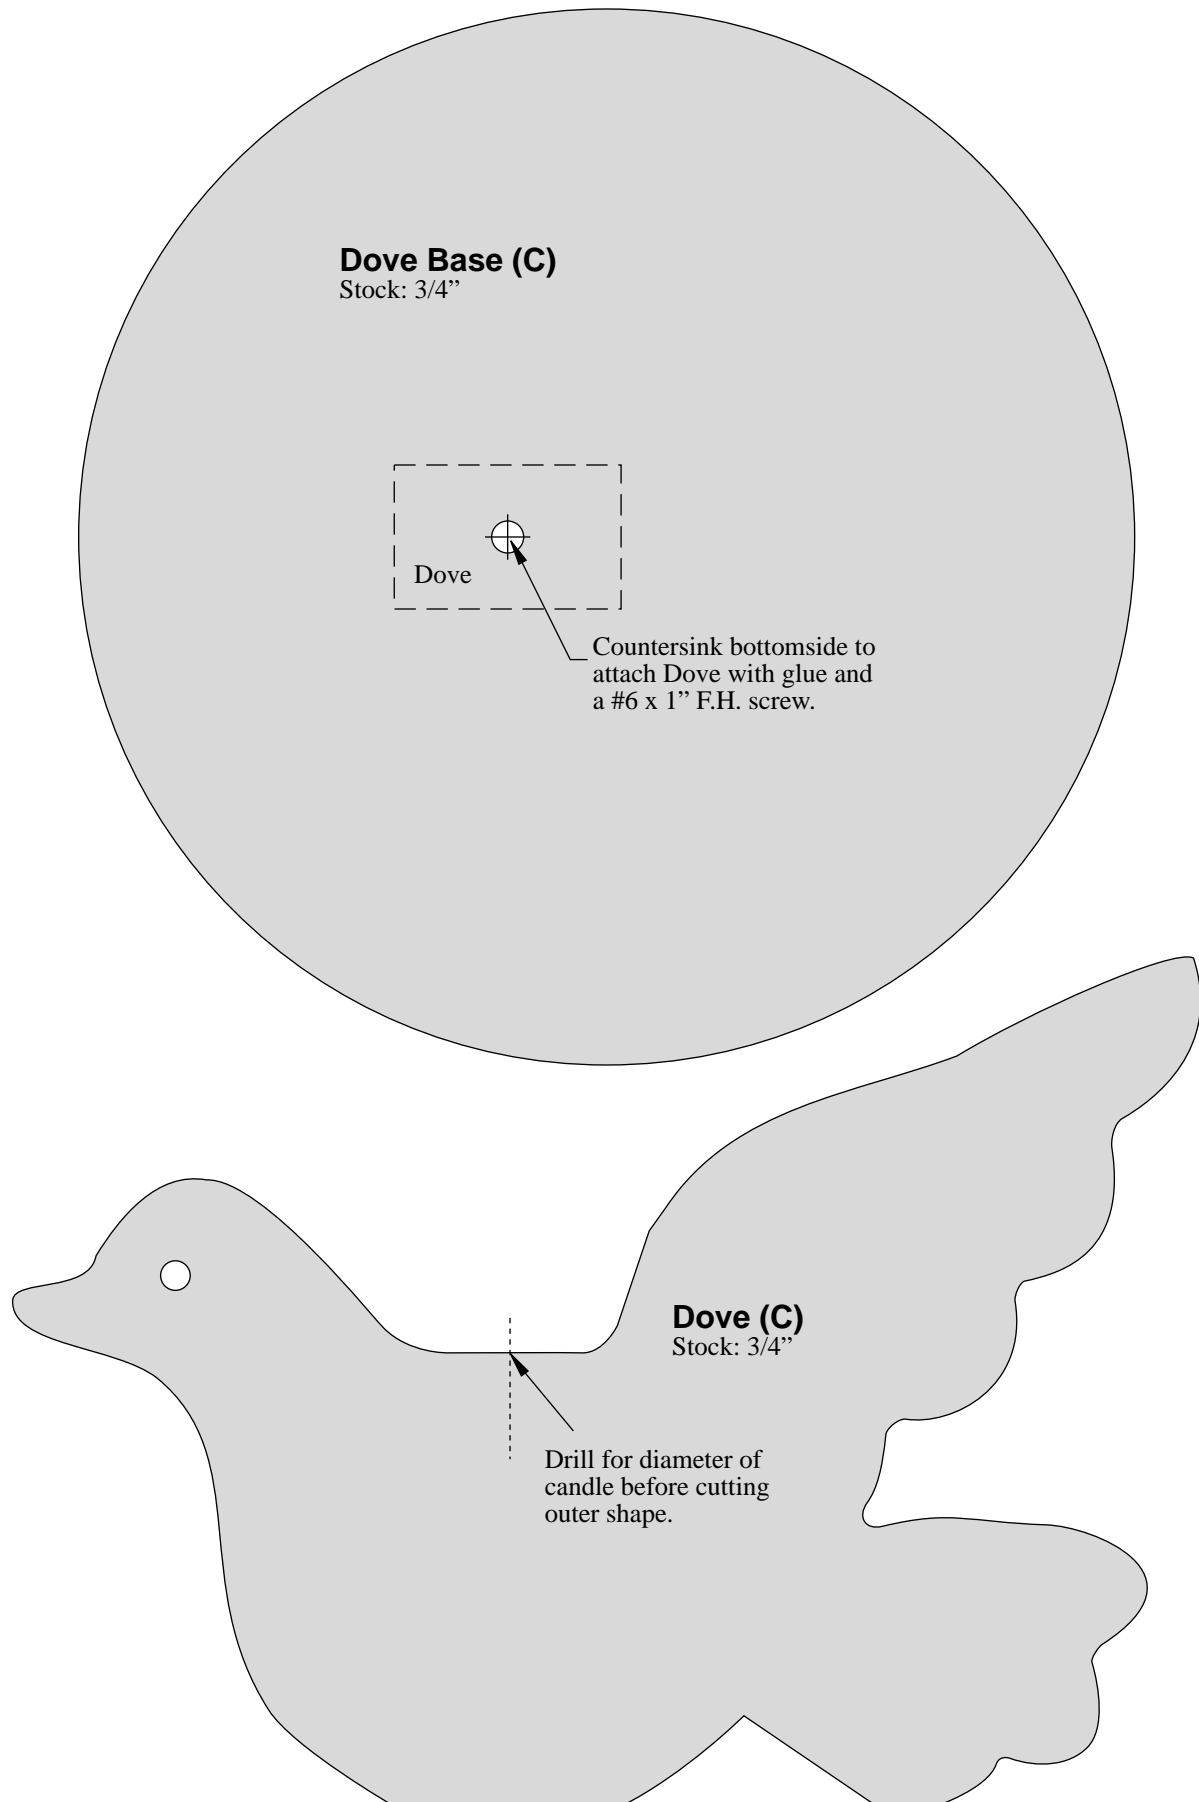 Dove Base (C)
Stock: 3/4”
Dove
Countersink bottomside to
attach Dove with glue and
a #6 x 1” F.H. screw.
Dove (C)
Stock: 3/4”
Drill for diameter of
candle before cutting
outer shape.